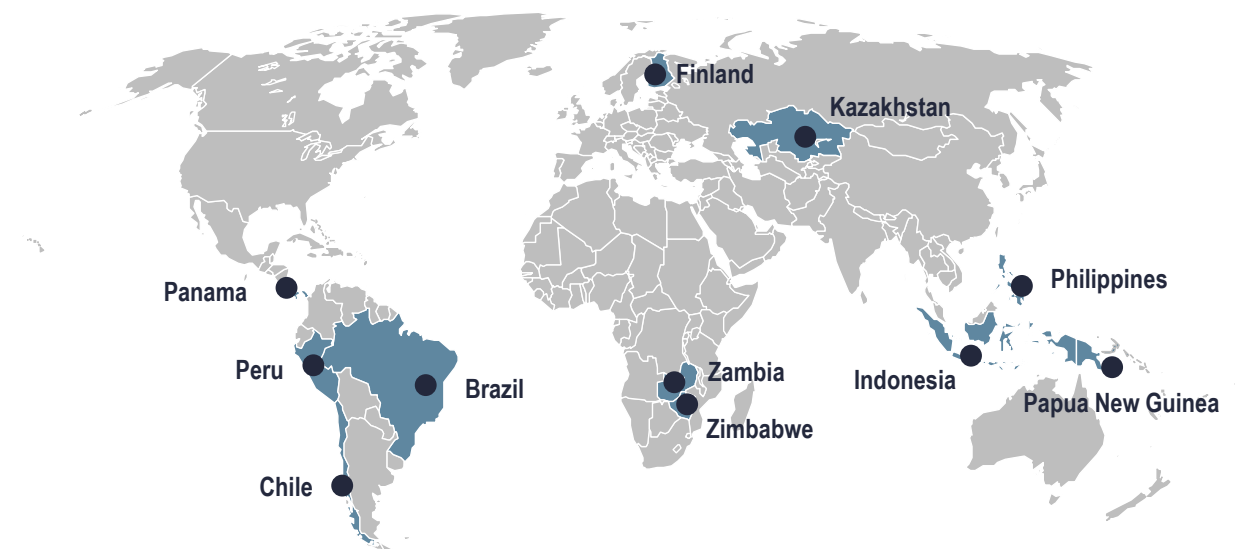 Finland
Kazakhstan
Panama
Philippines
Peru
Brazil
Zambia
Indonesia
Papua New Guinea
Zimbabwe
Chile